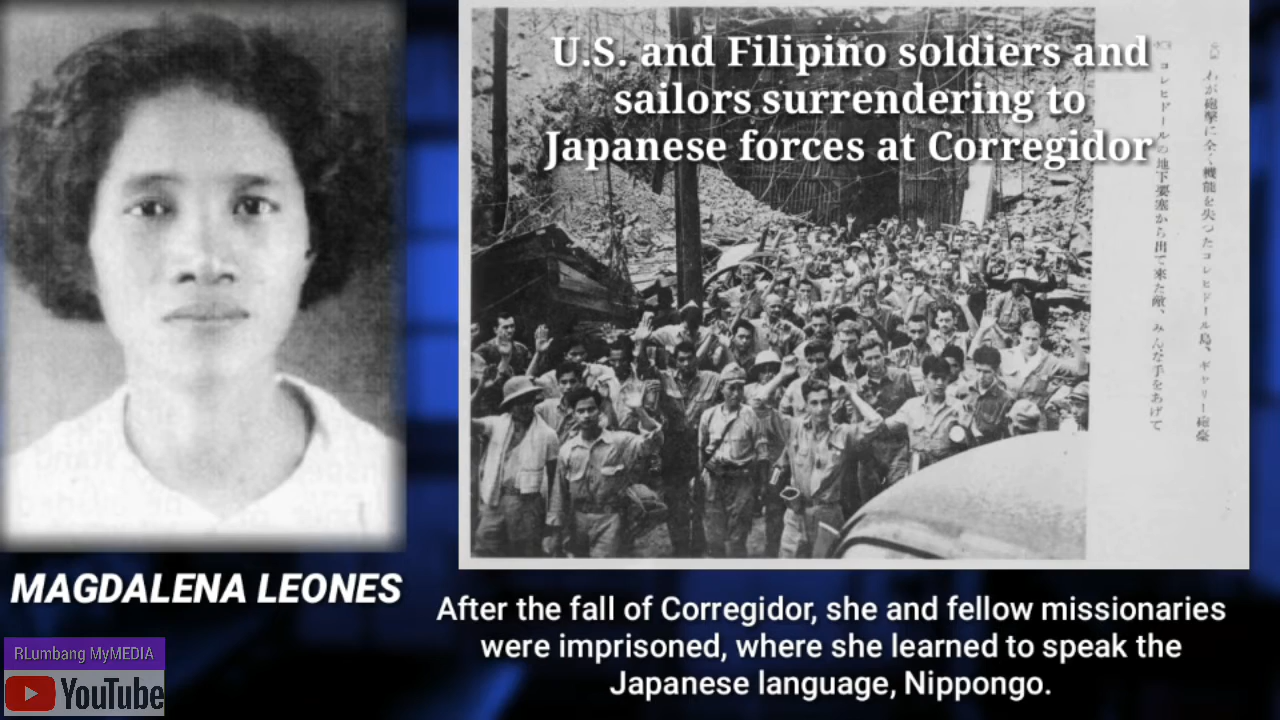 U.S. and Filipino soldiers and
sailors surrendering to
Japanese forces at Corregidor
わが砲撃に全く機能を失つたコレヒドール島、ギヤリー砲臺
コレヒドールの地下要塞から出て来た敵、みんな手をあげて
MAGDALENA LEONES
After the fall of Corregidor, she and fellow missionaries
were imprisoned, where she learned to speak the
Japanese language, Nippongo.
RLumbang MyMEDIA
YouTube